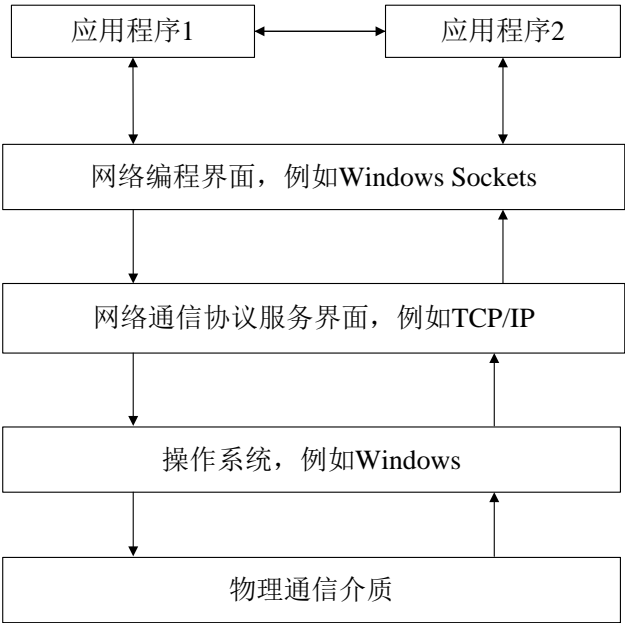 应用程序1
应用程序2
网络编程界面，例如Windows Sockets
网络通信协议服务界面，例如TCP/IP
操作系统，例如Windows
物理通信介质